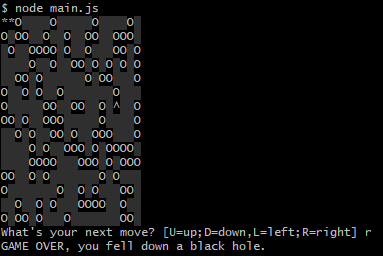 $ node main.js
**O     O    O    O
O OO  O  O OO  OOO
 O  OOOO O O   OO O
    O  O  OO O O O O
  OO O      O OO   O
O  O O  O       O
O     OO  OO  O ^  O
OO O  OOO      O   O
  O O  OO O  OOO   O
    O O  OOO O OOOO
    OOOO   OOO O OOO
OO  O O     O
O        O  O O  OO
 O  OO O    OOO  O
O OO O   O       OO
What's your next move? [U=up;D=down,L=left;R=right] r
GAME OVER, you fell down a black hole.